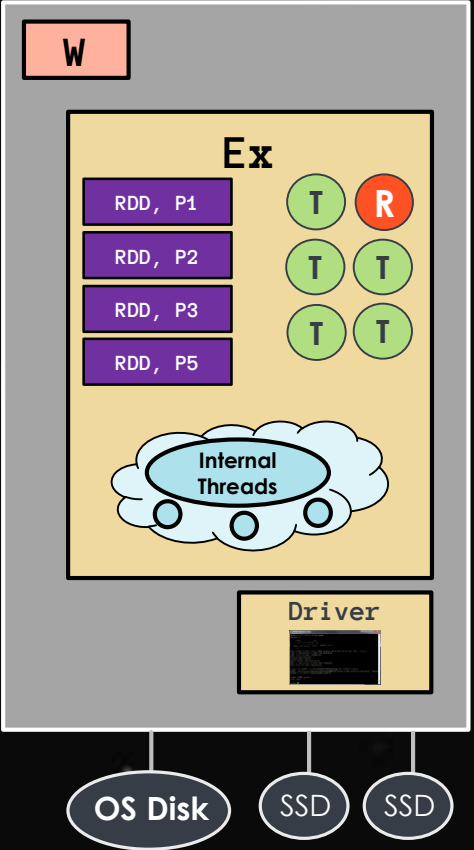 W
Ex
RDD, P1
T
R
RDD, P2
T
T
RDD, P3
T
T
RDD, P5
Internal
Threads
Driver
OS Disk
SSD
SSD